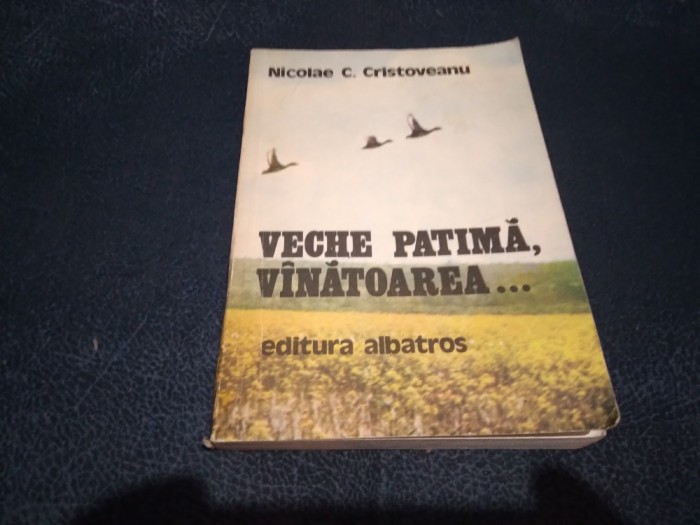 Nicolae C. Cristoveanu
VECHE PATIMĂ,
VÎNĂTOAREA...
editura albatros